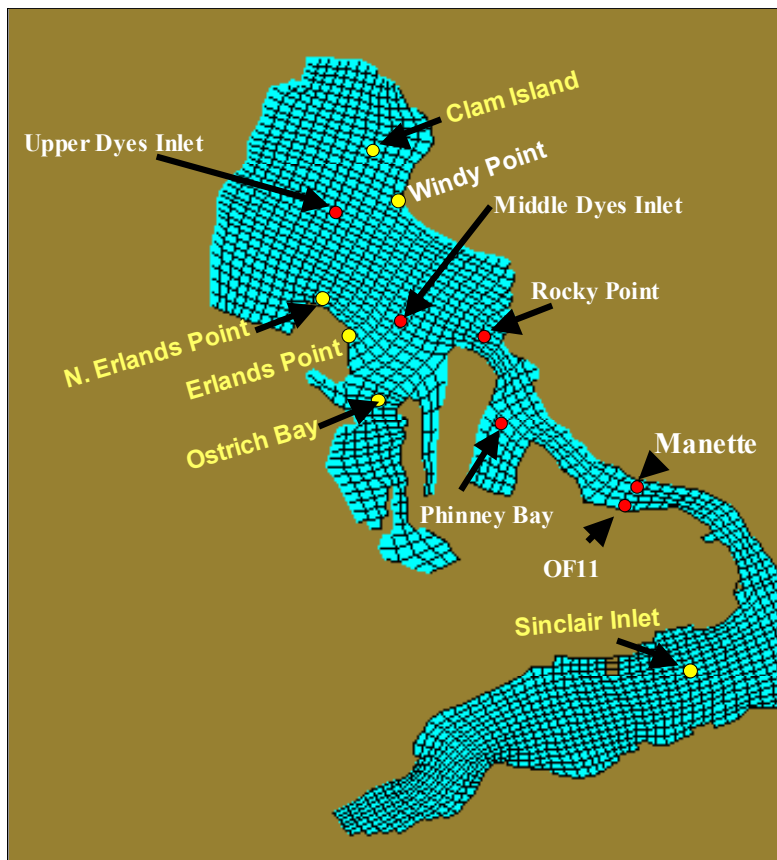 Clam Island
Upper Dyes Inlet
Windy Point
Middle Dyes Inlet
Rocky Point
N. Erlands Point
Erlands Point
Ostrich Bay
Manette
Phinney Bay
OF11
Sinclair Inlet